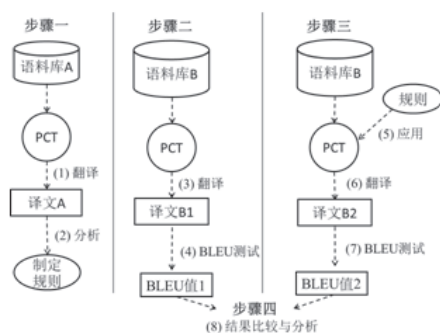 步骤一
语料库A
PCT
(1) 翻译
译文A
(2) 分析
制定
规则
步骤二
语料库B
PCT
(3) 翻译
译文B1
(4) BLEU测试
BLEU值1
步骤三
语料库B
规则
(5) 应用
PCT
(6) 翻译
译文B2
(7) BLEU测试
BLEU值2
步骤四
(8) 结果比较与分析